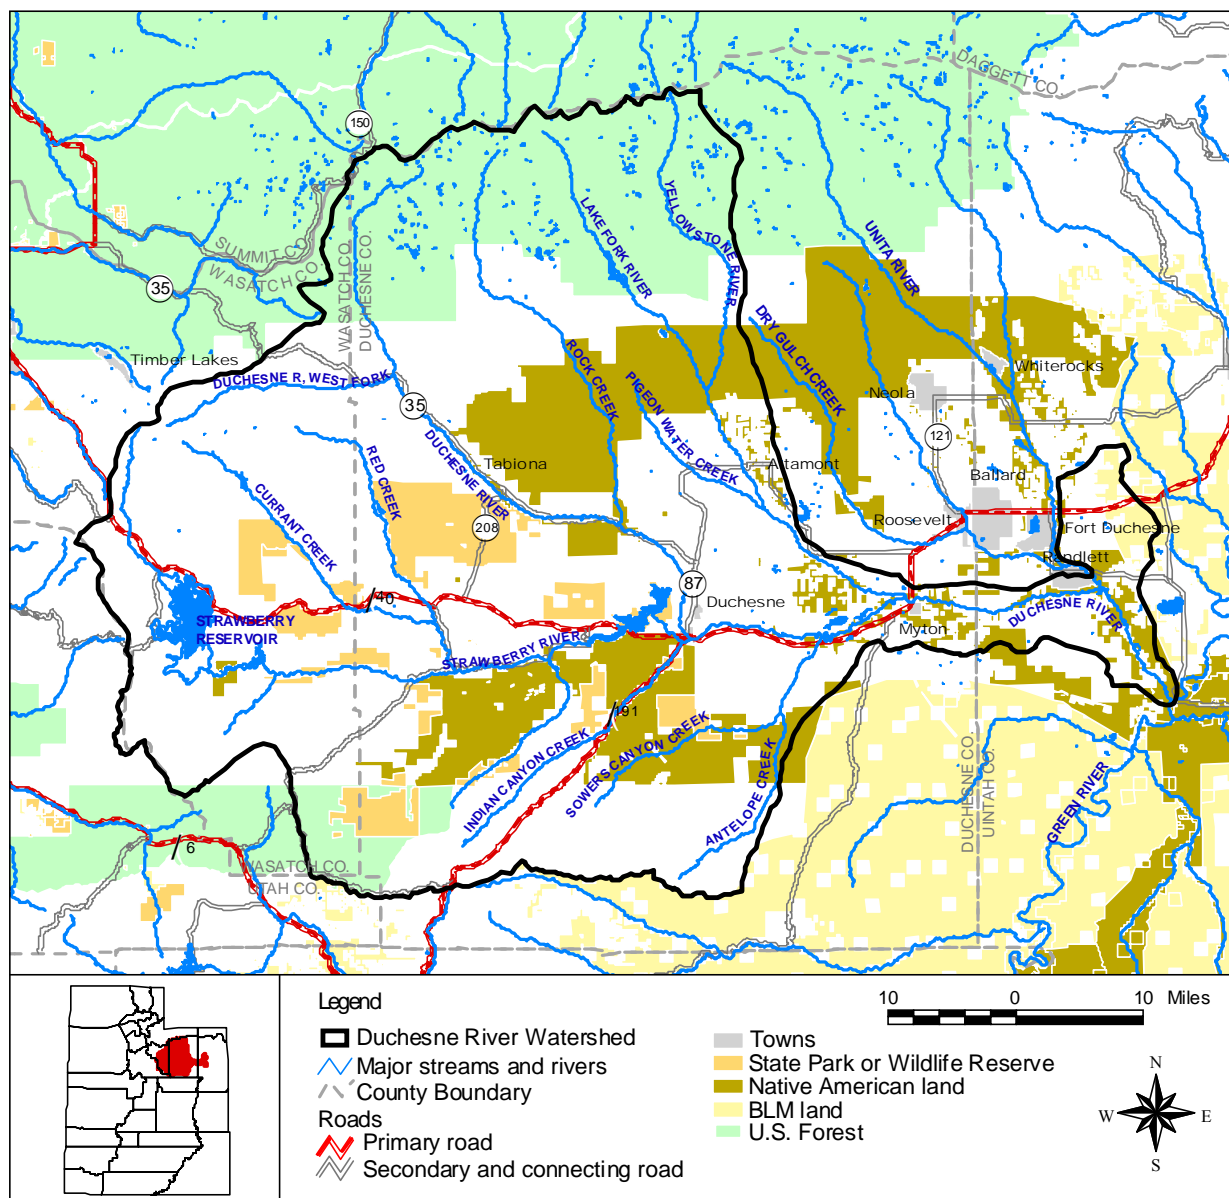 DAGGETT CO.
150
SUMMIT CO.
WASATCH CO.
WASATCH CO.
DUCHESNE CO.
35
YELLOWSTONE RIVER
LAKE FORK RIVER
UNITA RIVER
Timber Lakes
DUCHESNE R, WEST FORK
35
ROCK CREEK
PIGEON WATER CREEK
DRY GULCH CREEK
Neola
Whiterocks
121
DUCHESNE RIVER
Tabiona
RED CREEK
CURRANT CREEK
Altamont
Ballard
208
Roosevelt
Fort Duchesne
Randlett
87
Duchesne
40
STRAWBERRY
RESERVOIR
STRAWBERRY RIVER
Myton
DUCHESNE RIVER
191
INDIAN CANYON CREEK
SOWERS CANYON CREEK
ANTELOPE CREEK
DUCHESNE CO.
UINTAH CO.
GREEN RIVER
6
WASATCH CO.
UTAH CO.
Legend
Duchesne River Watershed
Major streams and rivers
County Boundary
Roads
Primary road
Secondary and connecting road
10 0 10 Miles
Towns
State Park or Wildlife Reserve
Native American land
BLM land
U.S. Forest
N
W E
S